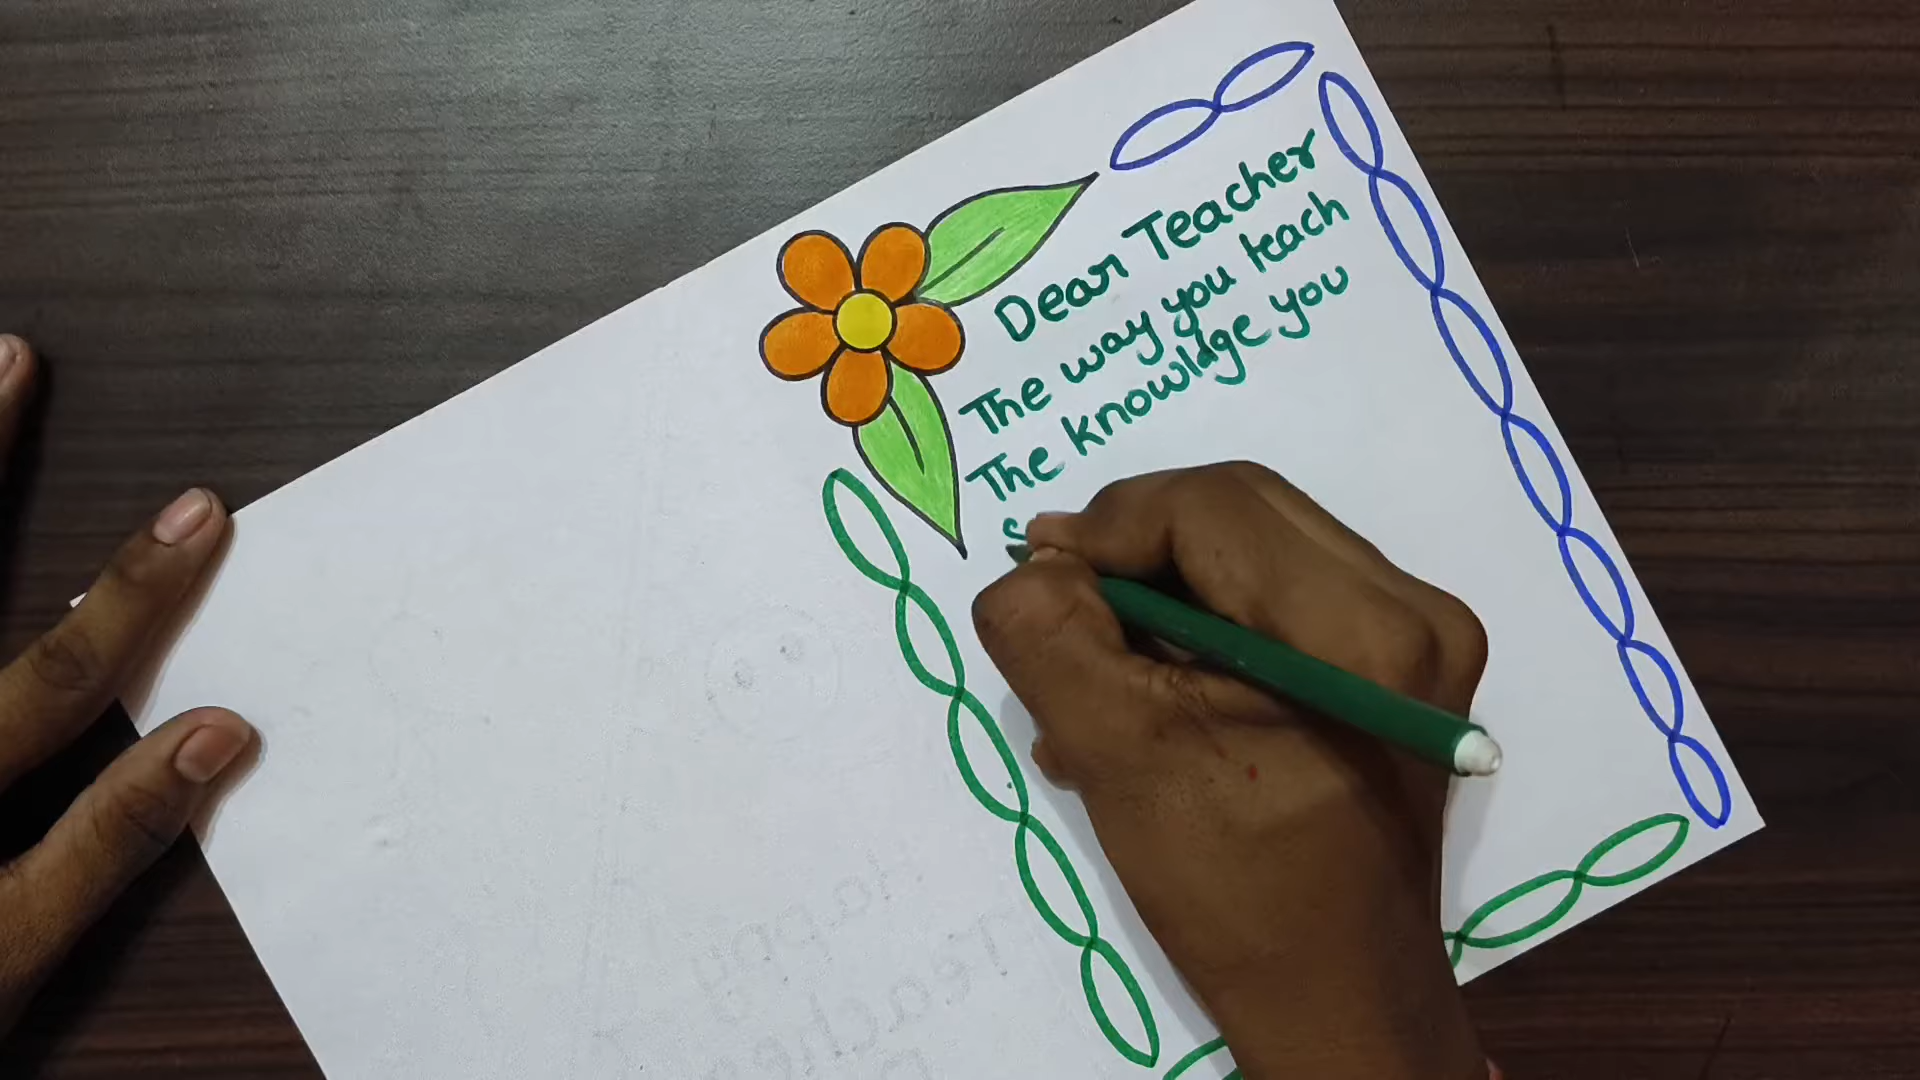 Dear Teacher
The way you teach
The knowldge you
s